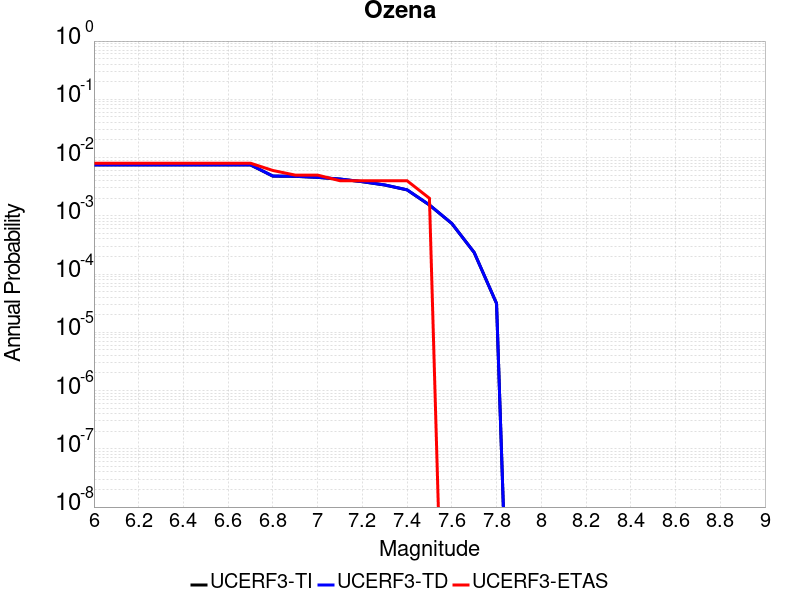 Ozena
10^0
10^-1
10^-2
10^-3
10^-4
10^-5
10^-6
10^-7
10^-8
Annual Probability
6 6.2 6.4 6.6 6.8 7 7.2 7.4 7.6 7.8 8 8.2 8.4 8.6 8.8 9
Magnitude
UCERF3-TI UCERF3-TD UCERF3-ETAS